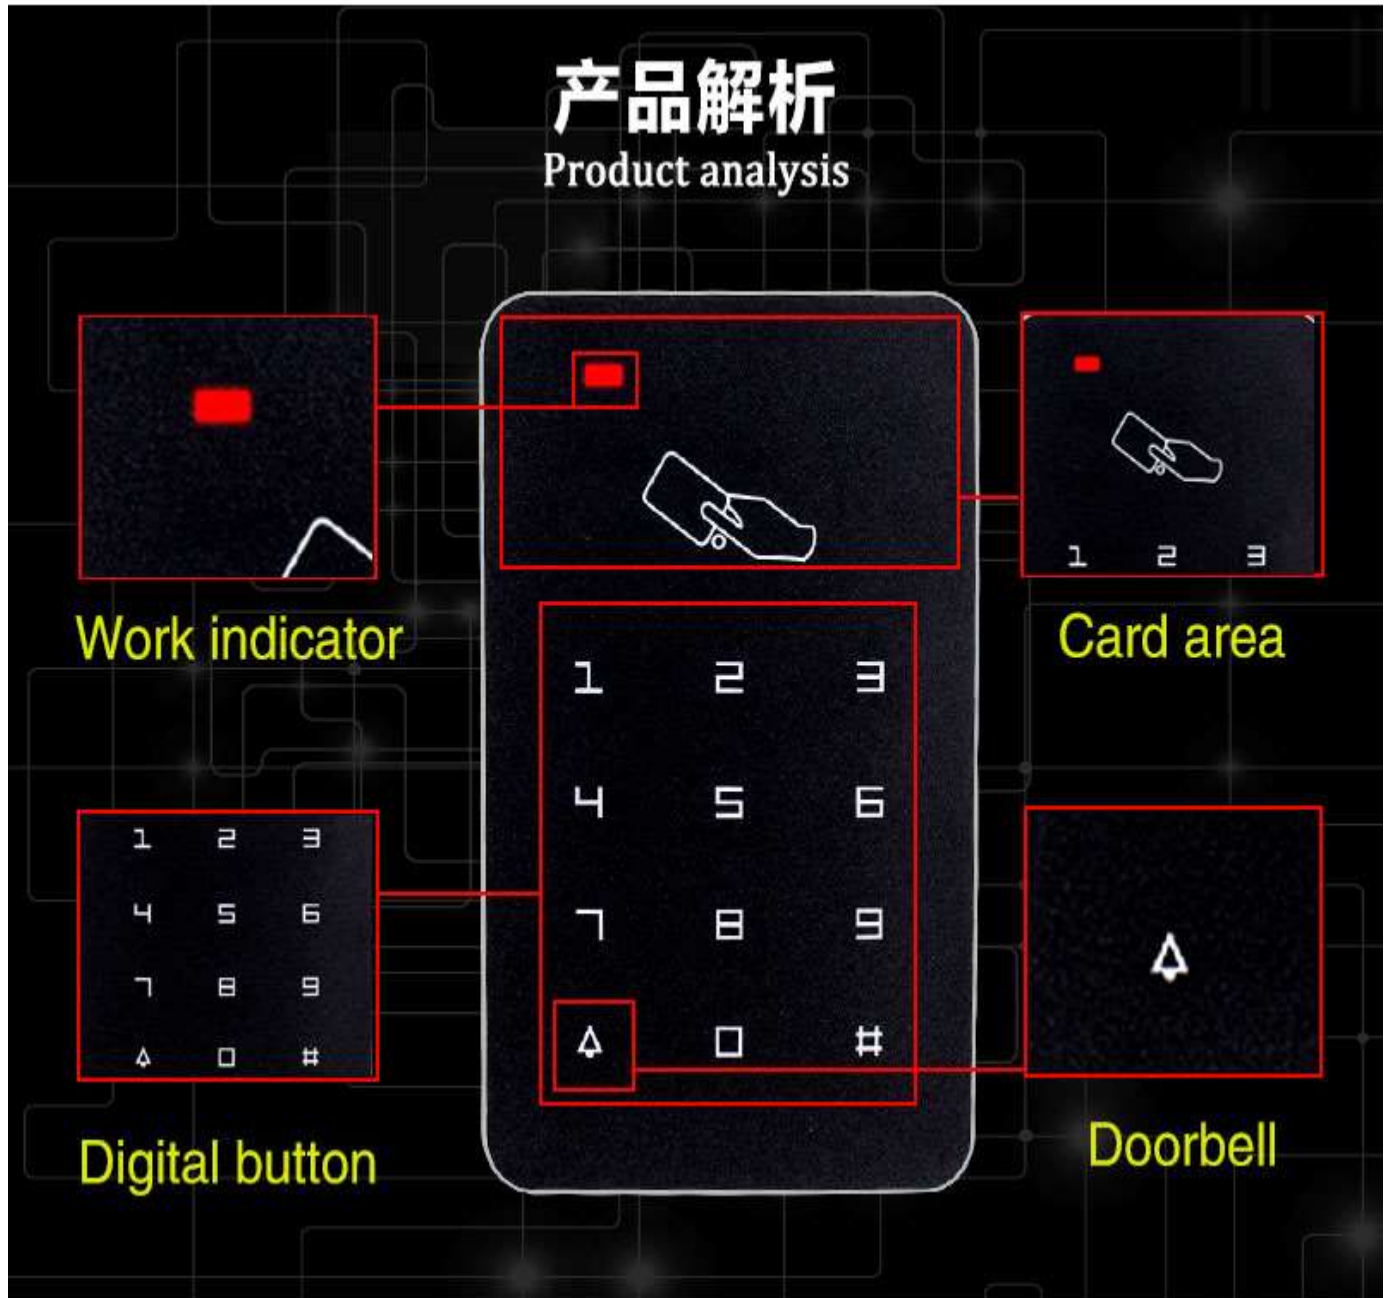 产品解析
Product analysis
1 2 3
Work indicator
Card area
1 2 3
4 5 6
7 8 9
0 #
1 2 3
4 5 6
7 8 9
0 #
Digital button
Doorbell